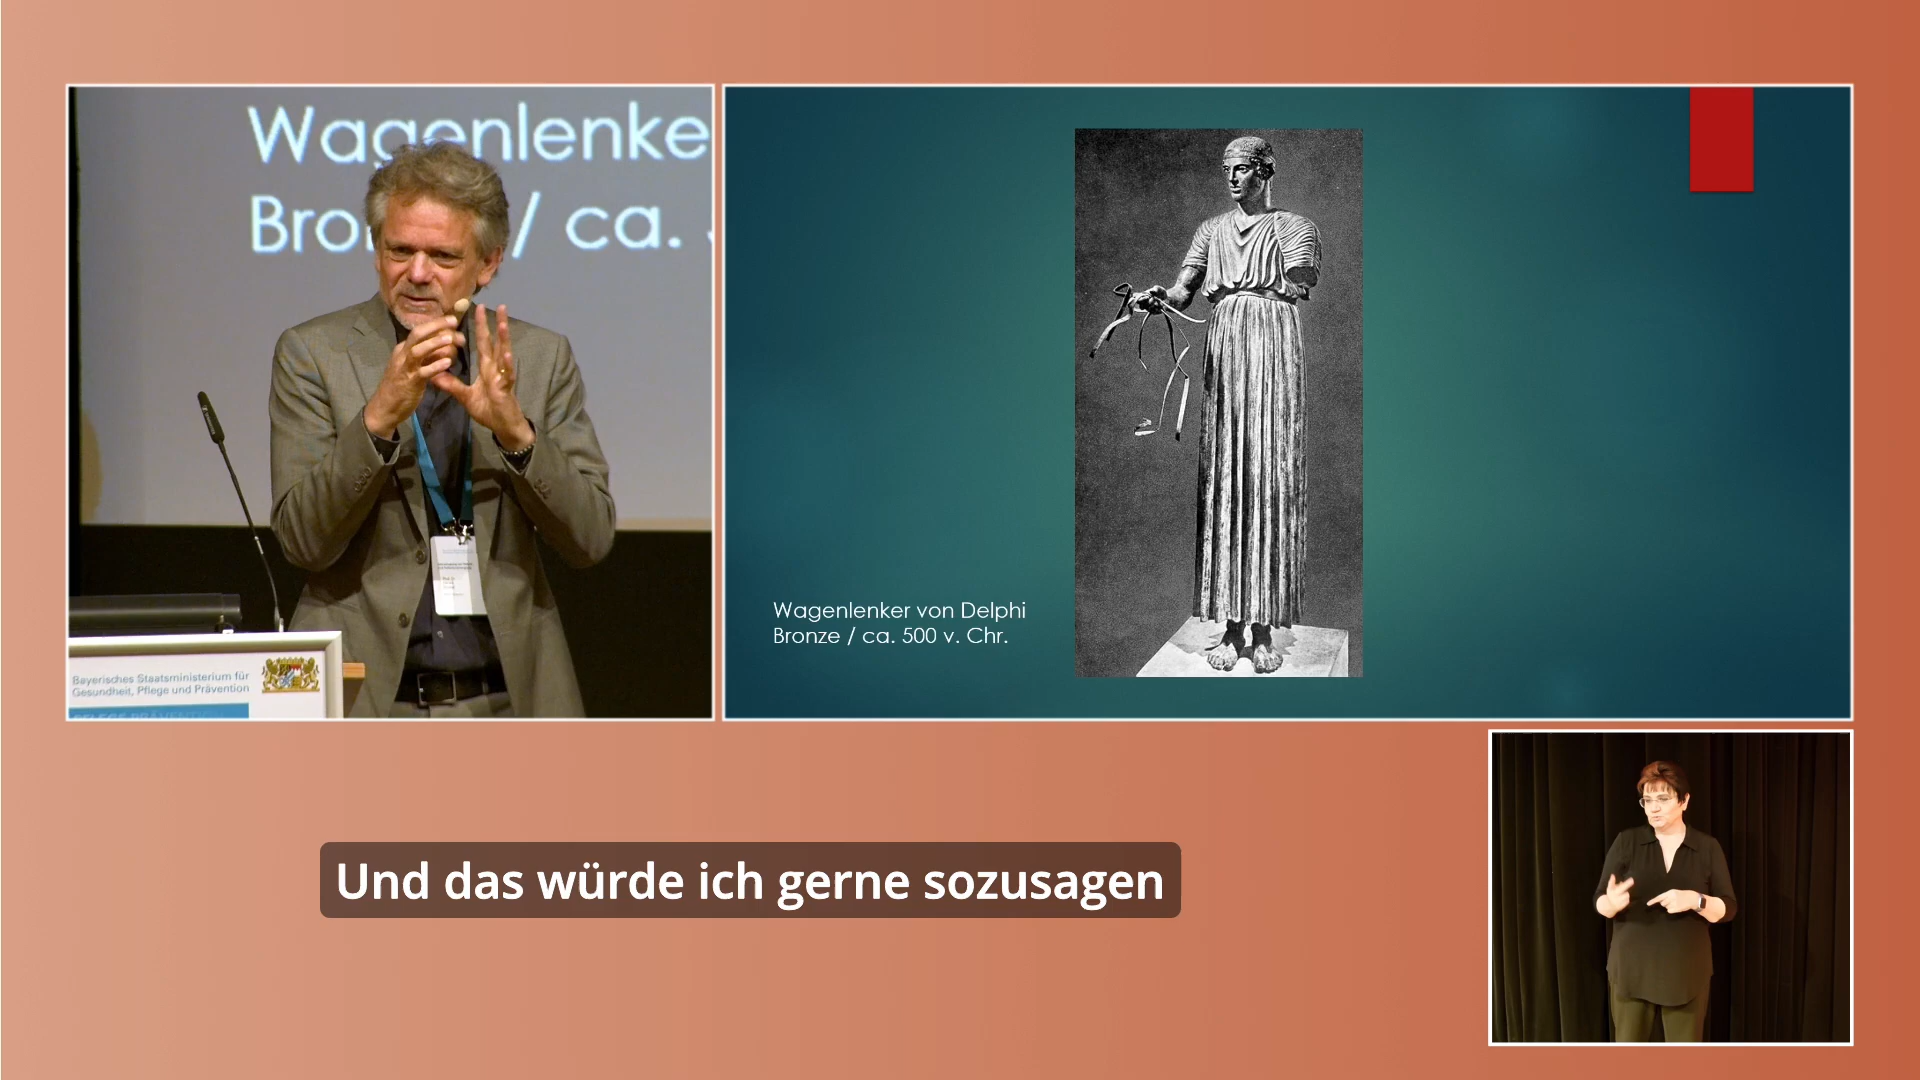 Wagenlenke
Bro / ca.
Bayerisches Staatsministerium für
Gesundheit, Pflege und Prävention
Wagenlenker von Delphi
Bronze / ca. 500 v. Chr.
Und das würde ich gerne sozusagen